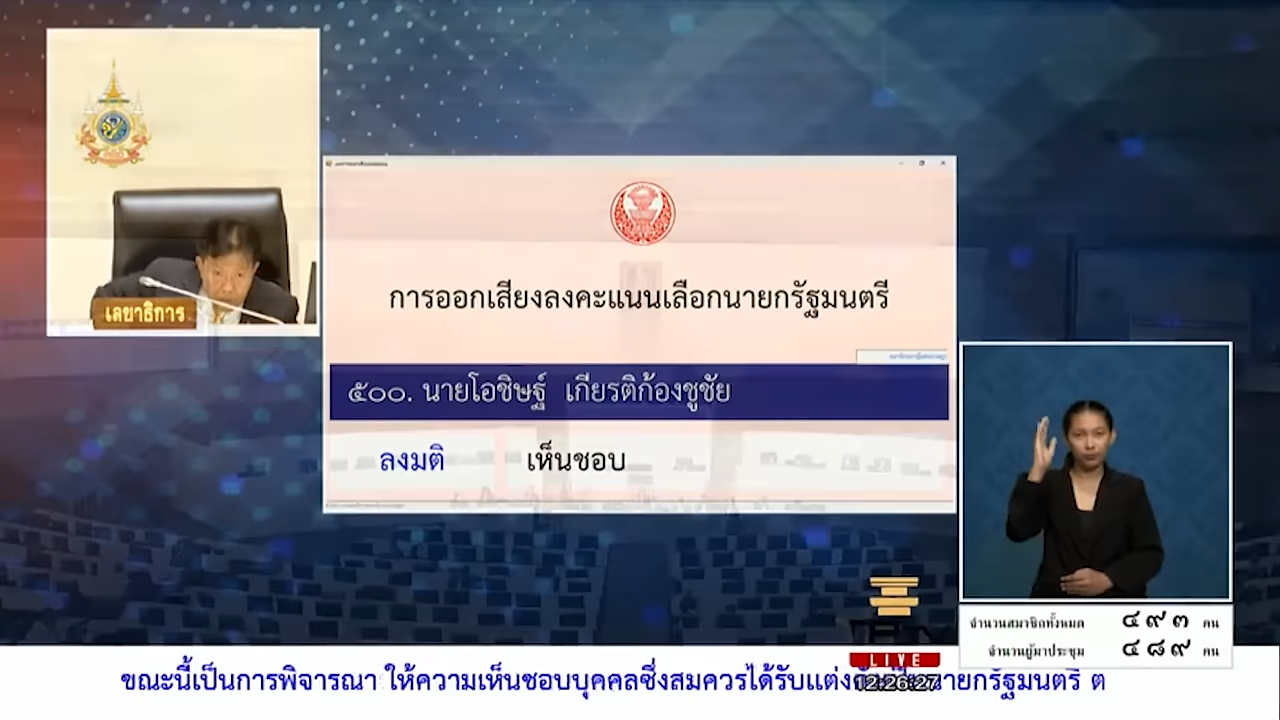 เลขาธิการ
การออกเสียงลงคะแนนเลือกนายกรัฐมนตรี
๕๐๐. นายโอชิษฐ์ เกียรติก้องชูชัย
ลงมติ เห็นชอบ
จำนวนสมาชิกทั้งหมด ๔๙๓ คน
จำนวนผู้มาประชุม ๔๘๙ คน
LIVE
12:26:27
ขณะนี้เป็นการพิจารณา ให้ความเห็นชอบบุคคลซึ่งสมควรได้รับแต่งตั้งเป็นนายกรัฐมนตรี ต